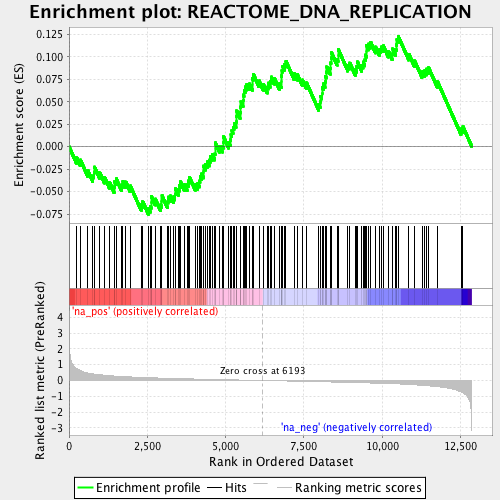 Enrichment plot: REACTOME_DNA_REPLICATION
Enrichment score (ES)
0.125
0.100
0.075
0.050
0.025
0.000
-0.025
-0.050
-0.075
'na_pos' (positively correlated)
Ranked list metric (PreRanked)
4
3
2
1
0
-1
-2
-3
Zero cross at 6193
'na_neg' (negatively correlated)
0
2,500
5,000
7,500
10,000
12,500
Rank in Ordered Dataset
Enrichment profile
Hits
Ranking metric scores